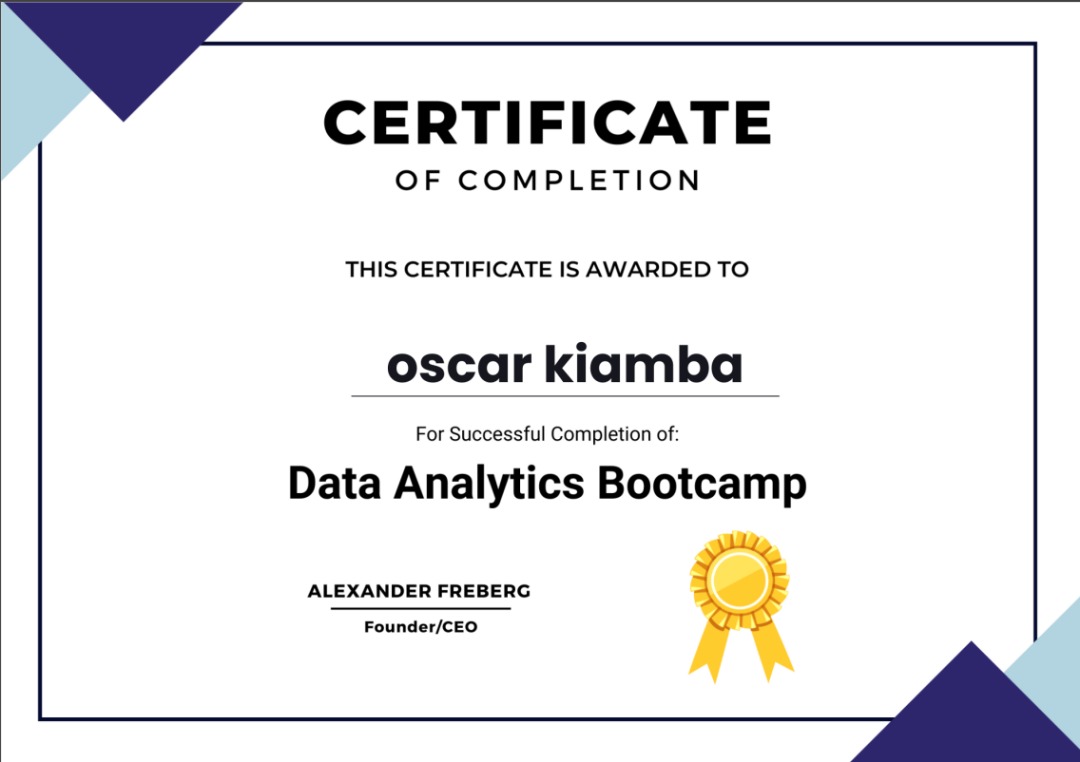 CERTIFICATE
OF COMPLETION
THIS CERTIFICATE IS AWARDED TO
oscar kiamba
For Successful Completion of:
Data Analytics Bootcamp
ALEXANDER FREBERG
Founder/CEO